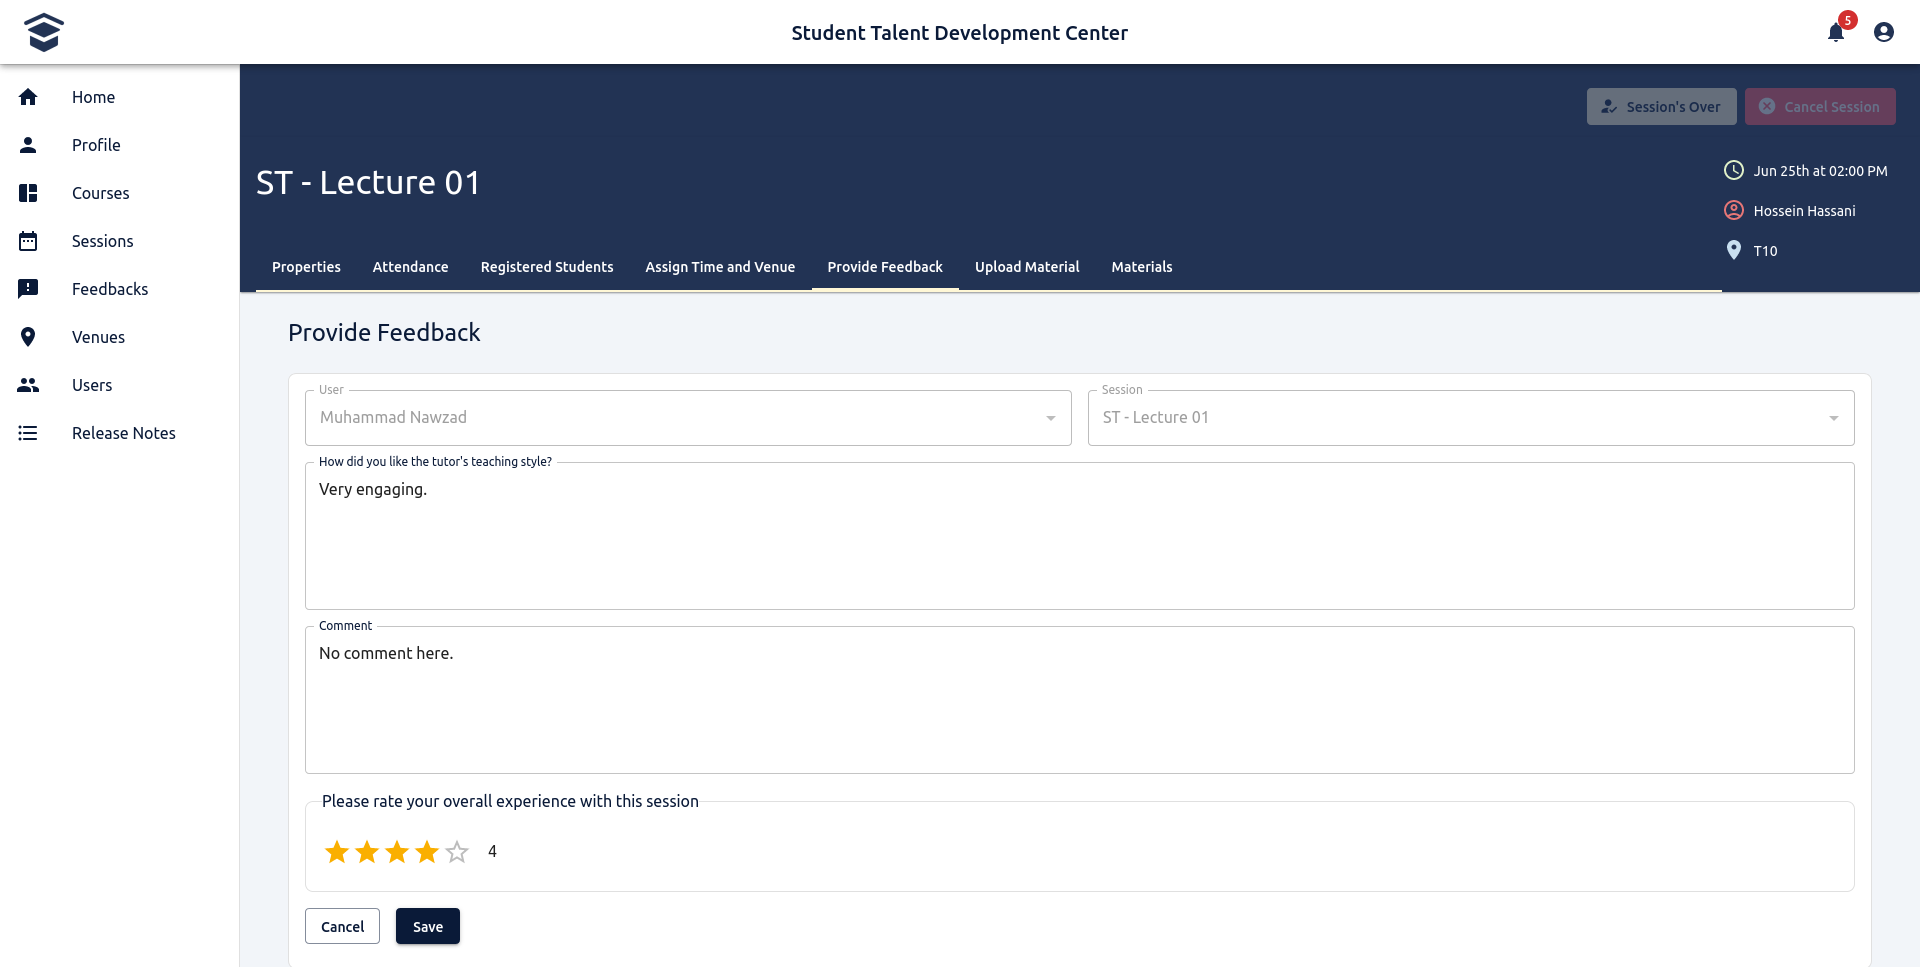 Student Talent Development Center
5
Home
Profile
Courses
Sessions
Feedbacks
Venues
Users
Release Notes
Session's Over
Cancel Session
ST - Lecture 01
Jun 25th at 02:00 PM
Hossein Hassani
T10
Properties
Attendance
Registered Students
Assign Time and Venue
Provide Feedback
Upload Material
Materials
Provide Feedback
User
Muhammad Nawzad
Session
ST - Lecture 01
How did you like the tutor's teaching style?
Very engaging.
Comment
No comment here.
Please rate your overall experience with this session
4
Cancel
Save